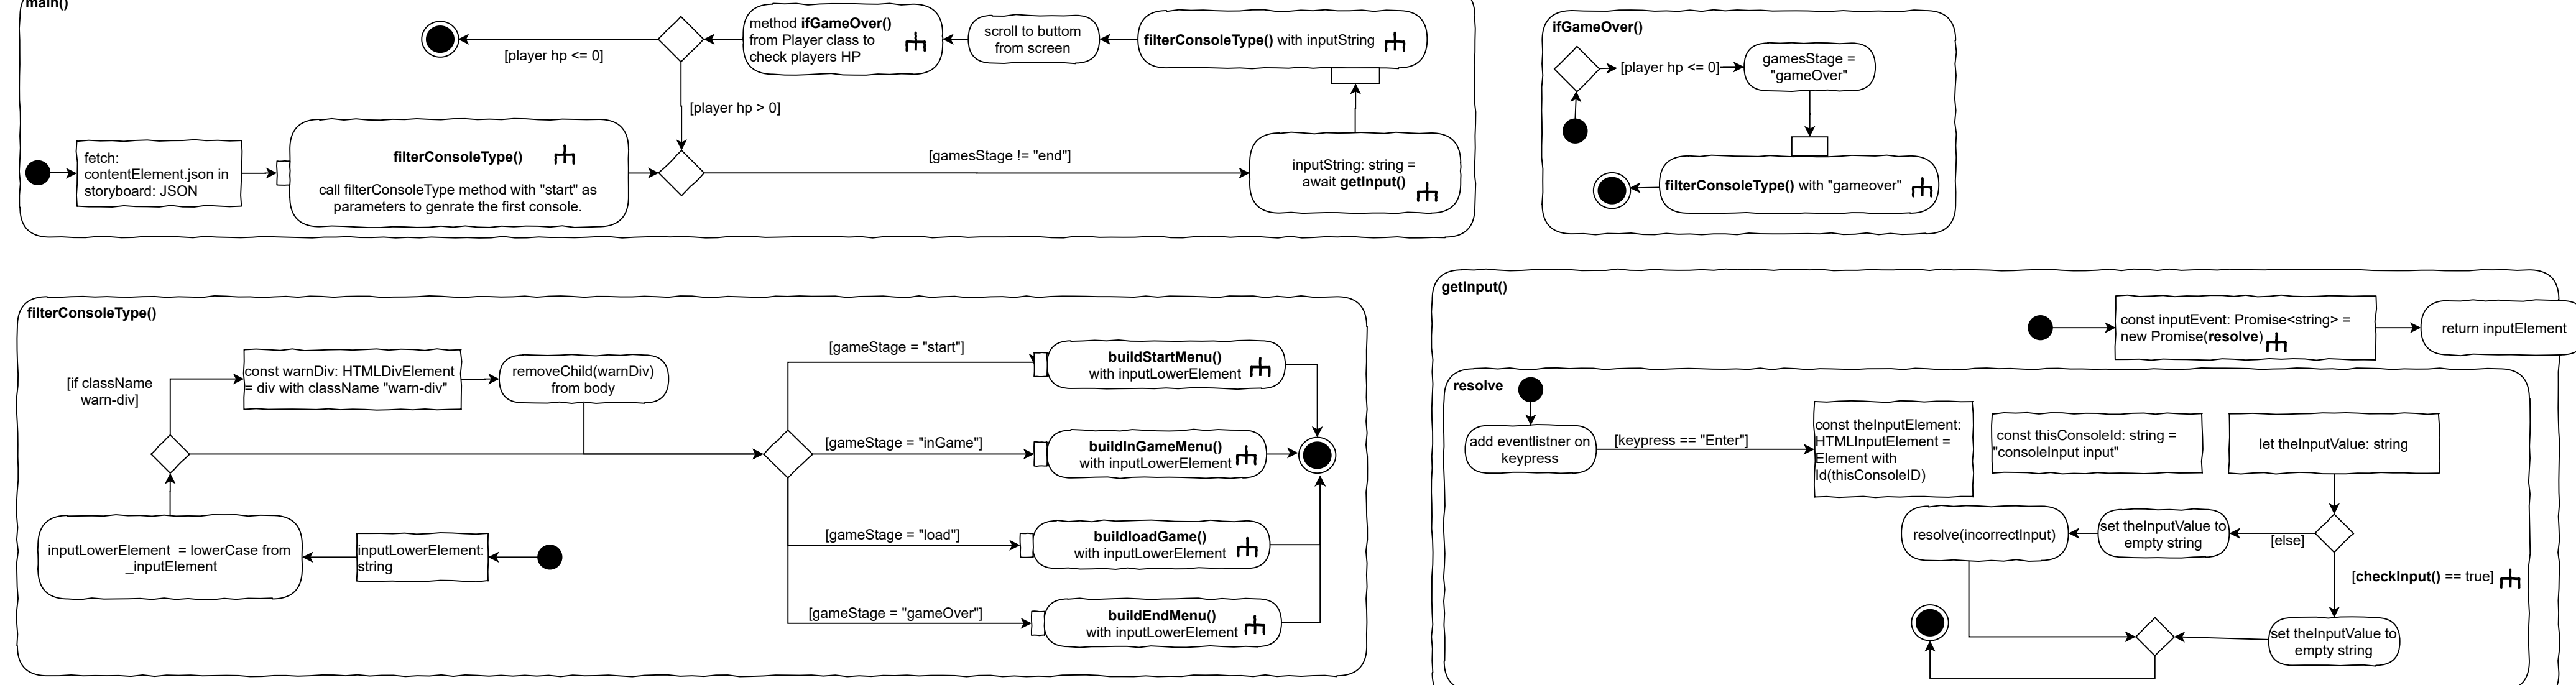 main()
[player hp <= 0]
method ifGameOver()
from Player class to
check players HP
scroll to buttom
from screen
filterConsoleType() with inputString
[player hp > 0]
fetch:
contentElement.json in
storyboard: JSON
filterConsoleType()
call filterConsoleType method with "start" as
parameters to genrate the first console.
[gamesStage != "end"]
inputString: string =
await getInput()
ifGameOver()
[player hp <= 0]
gamesStage =
"gameOver"
filterConsoleType() with "gameover"
filterConsoleType()
[if className
warn-div]
const warnDiv: HTMLDivElement
= div with className "warn-div"
removeChild(warnDiv)
from body
inputLowerElement = lowerCase from
_inputElement
inputLowerElement:
string
[gameStage = "start"]
buildStartMenu()
with inputLowerElement
[gameStage = "inGame"]
buildInGameMenu()
with inputLowerElement
[gameStage = "load"]
buildloadGame()
with inputLowerElement
[gameStage = "gameOver"]
buildEndMenu()
with inputLowerElement
getInput()
const inputEvent: Promise<string> =
new Promise(resolve)
return inputElement
resolve
add eventlistner on
keypress
[keypress == "Enter"]
const theInputElement:
HTMLInputElement =
Element with
Id(thisConsoleID)
const thisConsoleId: string =
"consoleInput input"
let theInputValue: string
resolve(incorrectInput)
set theInputValue to
empty string
[else]
[checkInput() == true]
set theInputValue to
empty string